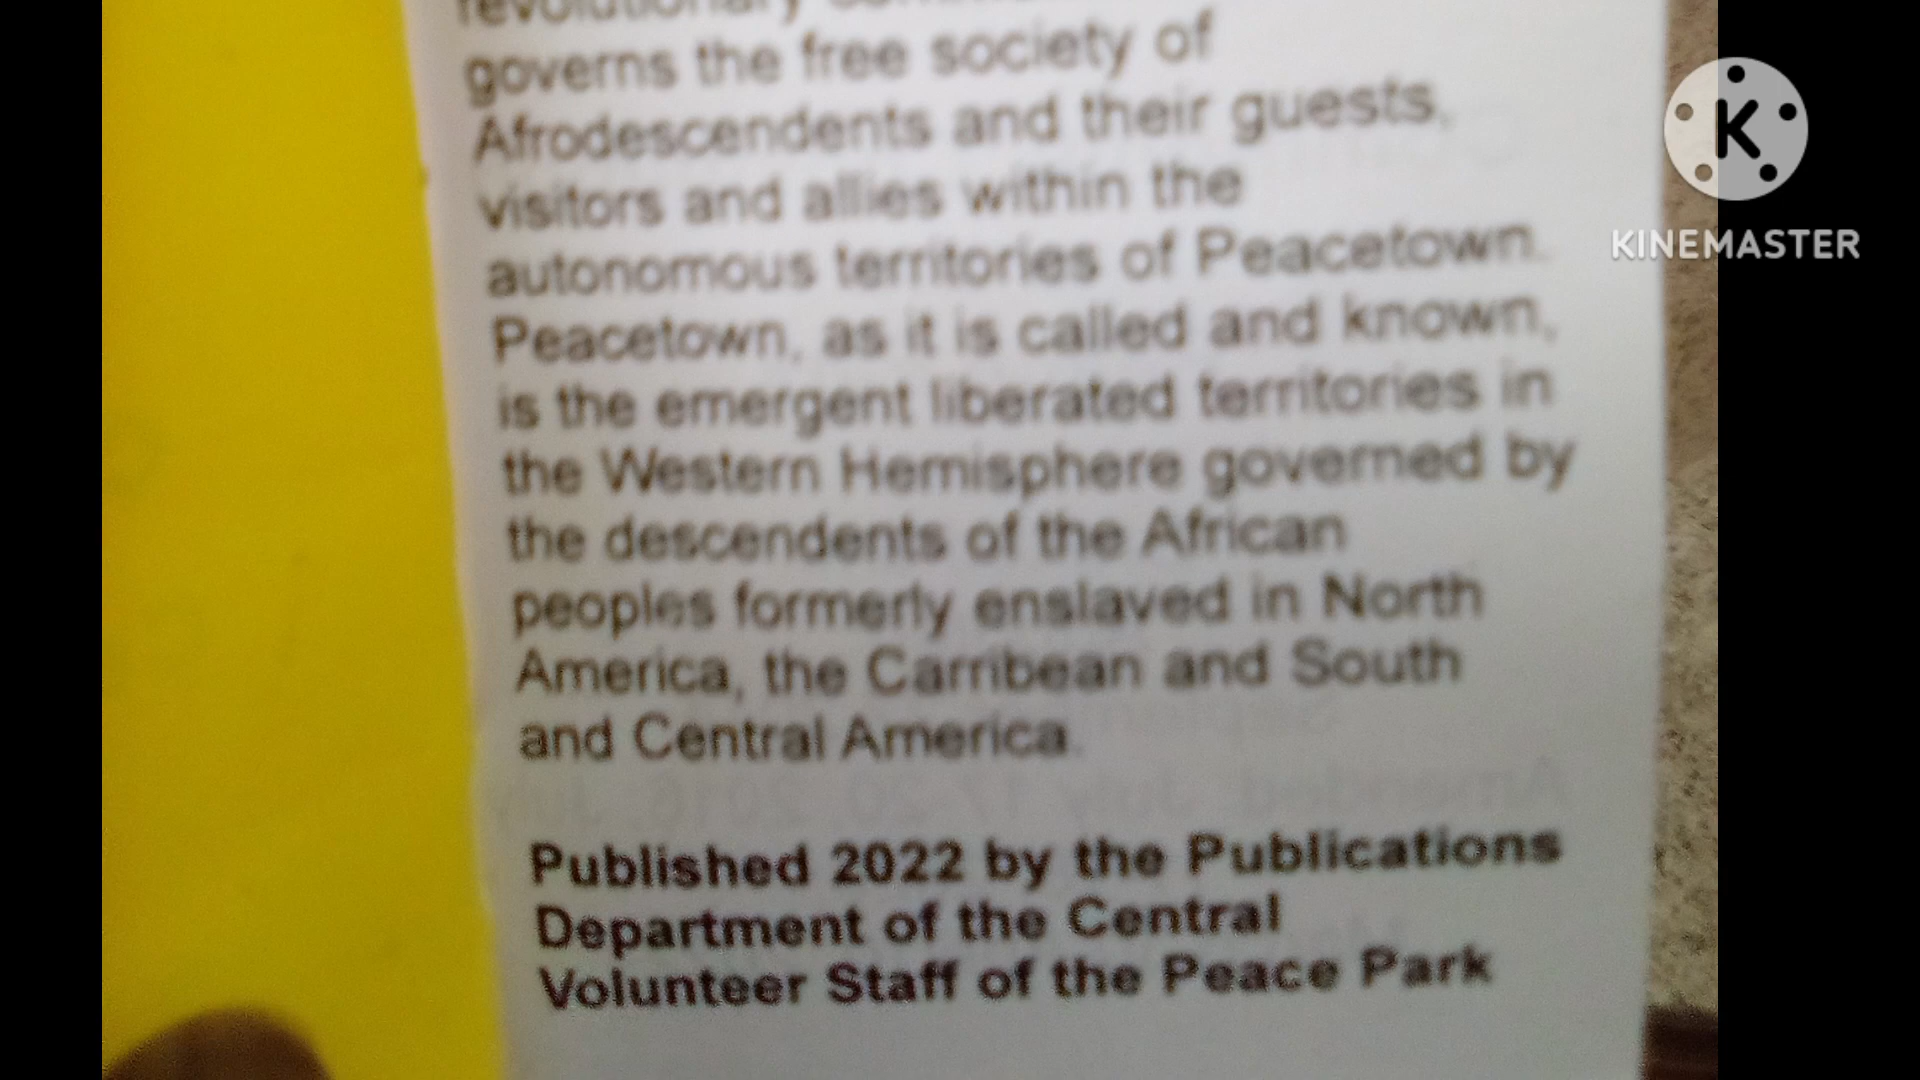 revolutionary
governs the free society of
Afrodescendents and their guests,
visitors and allies within the
autonomous territories of Peacetown.
Peacetown, as it is called and known,
is the emergent liberated territories in
the Western Hemisphere governed by
the descendents of the African
peoples formerly enslaved in North
America, the Carribean and South
and Central America.
Published 2022 by the Publications
Department of the Central
Volunteer Staff of the Peace Park
K
KINEMASTER